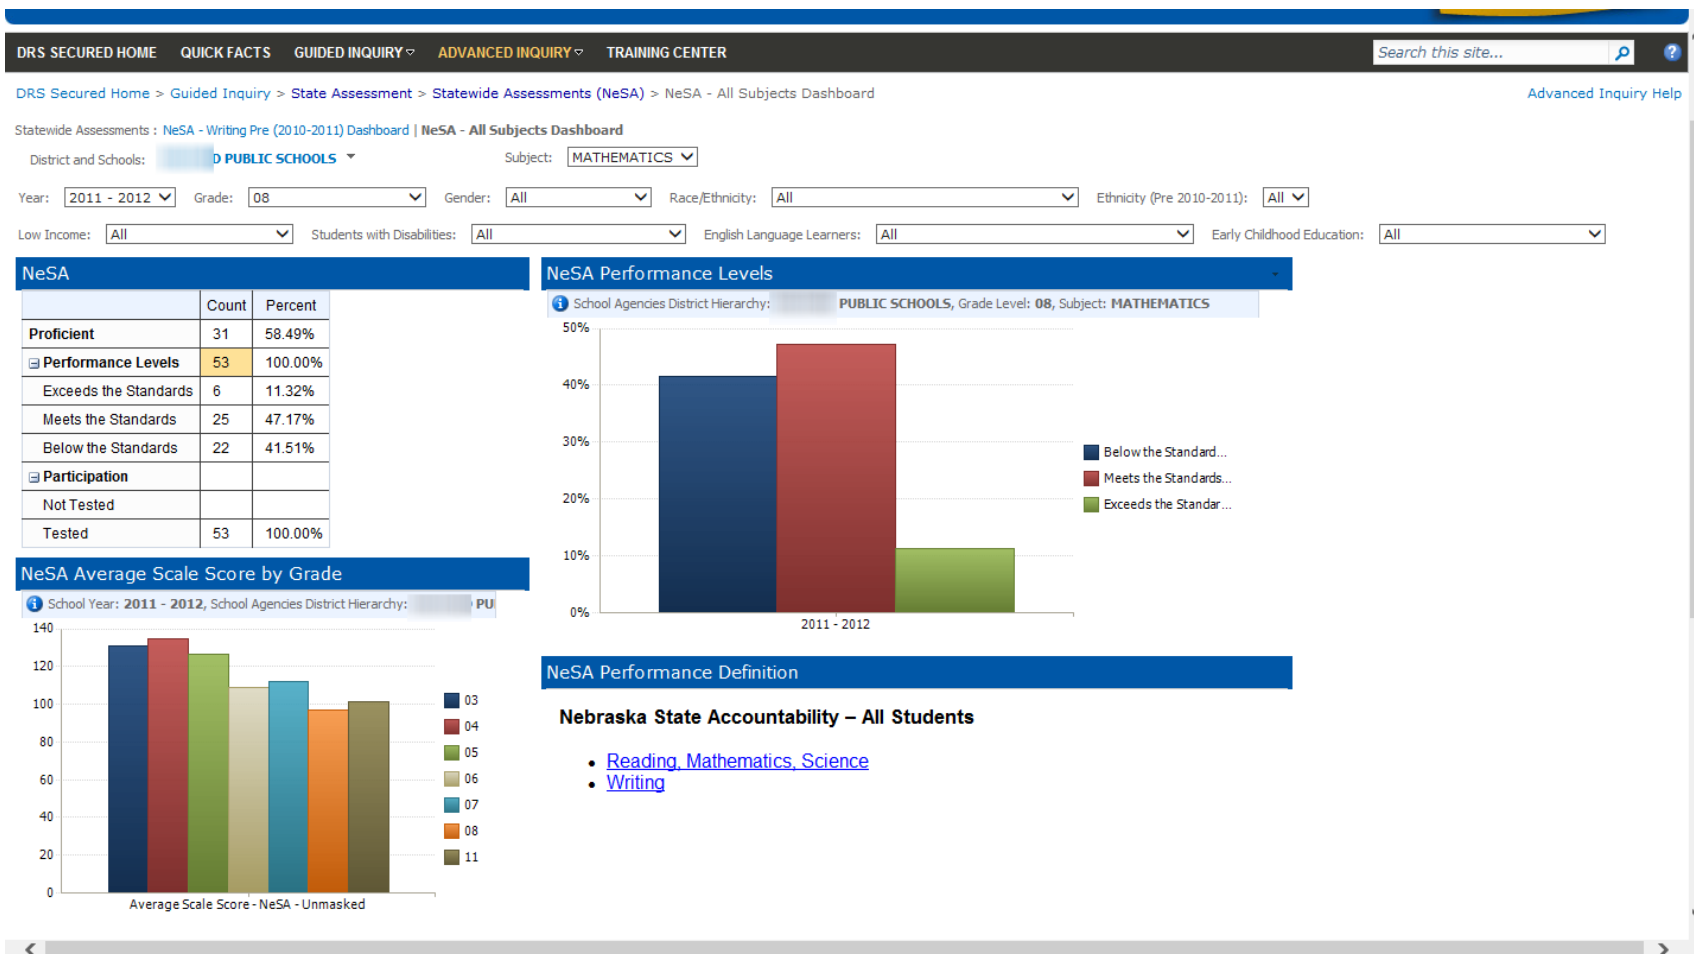 DRS SECURED HOME QUICK FACTS GUIDED INQUIRY ADVANCED INQUIRY TRAINING CENTER Search this site...
DRS Secured Home > Guided Inquiry > State Assessment > Statewide Assessments (NeSA) > NeSA - All Subjects Dashboard Advanced Inquiry Help
Statewide Assessments : NeSA - Writing Pre (2010-2011) Dashboard | NeSA - All Subjects Dashboard
District and Schools: D PUBLIC SCHOOLS Subject: MATHEMATICS
Year: 2011 - 2012 Grade: 08 Gender: All Race/Ethnicity: All Ethnicity (Pre 2010-2011): All
Low Income: All Students with Disabilities: All English Language Learners: All Early Childhood Education: All
NeSA
Count Percent
Proficient 31 58.49%
Performance Levels 53 100.00%
Exceeds the Standards 6 11.32%
Meets the Standards 25 47.17%
Below the Standards 22 41.51%
Participation
Not Tested
Tested 53 100.00%
NeSA Performance Levels
School Agencies District Hierarchy: PUBLIC SCHOOLS, Grade Level: 08, Subject: MATHEMATICS
50%
40%
30%
20%
10%
0%
2011 - 2012
Below the Standard...
Meets the Standards...
Exceeds the Standar...
NeSA Average Scale Score by Grade
School Year: 2011 - 2012, School Agencies District Hierarchy: PU
140
120
100
80
60
40
20
0
Average Scale Score - NeSA - Unmasked
03
04
05
06
07
08
11
NeSA Performance Definition
Nebraska State Accountability – All Students
• Reading, Mathematics, Science
• Writing